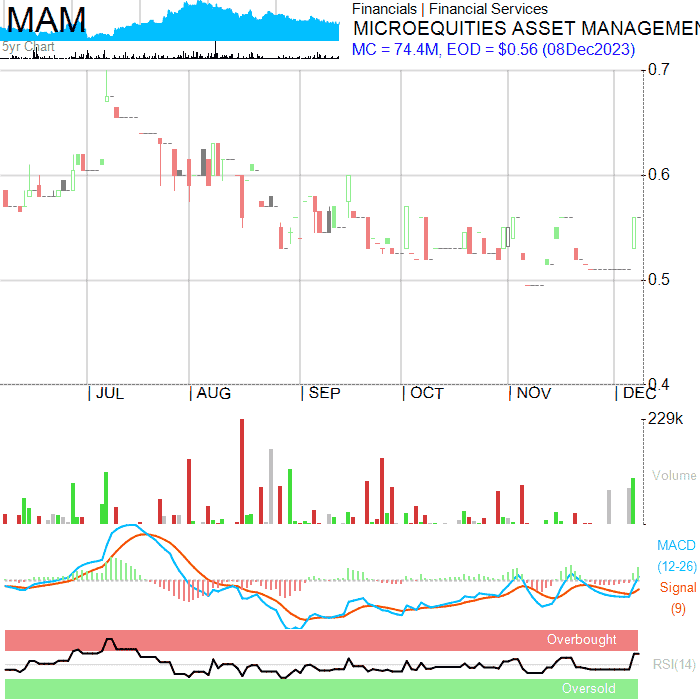 MAM
5yr Chart
Financials | Financial Services
MICROEQUITIES ASSET MANAGEMEN
MC = 74.4M, EOD = $0.56 (08Dec2023)
0.7
0.6
0.5
0.4
JUL
AUG
SEP
OCT
NOV
DEC
229k
Volume
MACD
(12-26)
Signal
(9)
Overbought
RSI(14)
Oversold